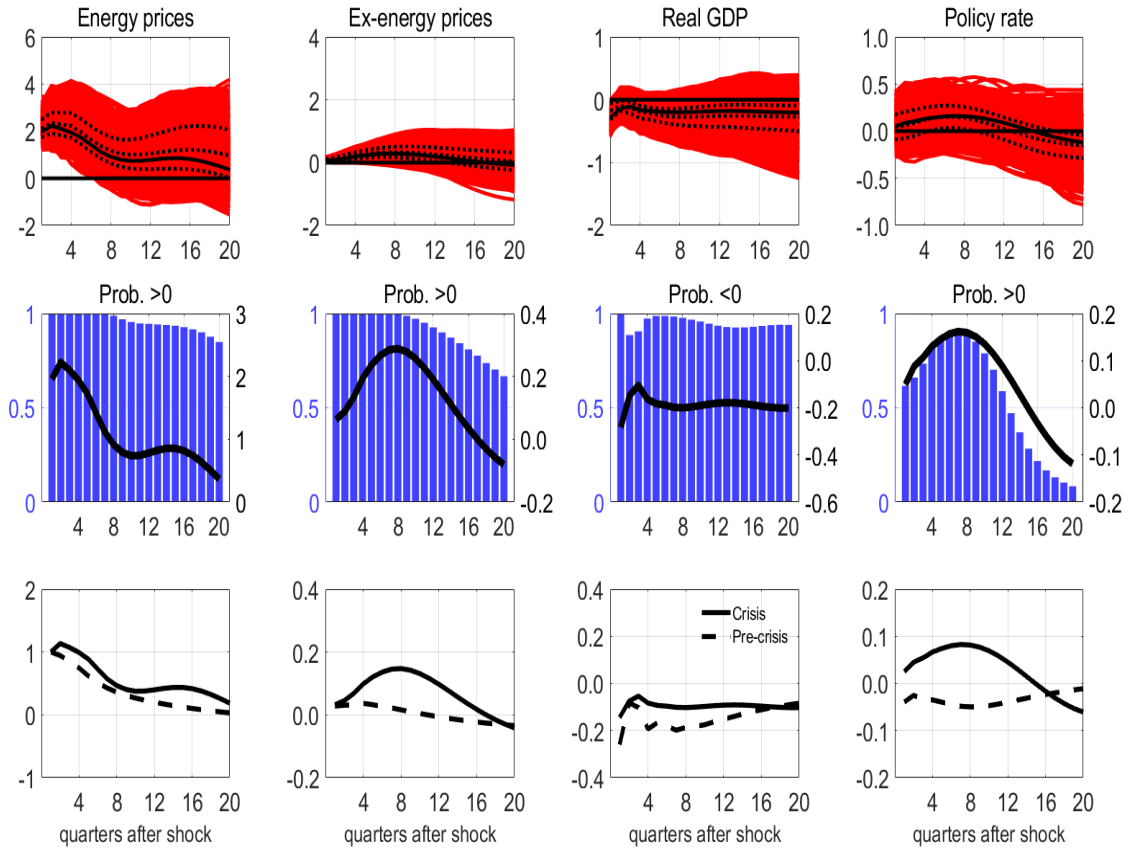 Energy prices
Ex-energy prices
Real GDP
Policy rate
6
4
2
0
-2
4 8 12 16 20
4
2
0
-2
4 8 12 16 20
1
0
-1
-2
4 8 12 16 20
1.0
0.5
0.0
-0.5
-1.0
4 8 12 16 20
Prob. >0
Prob. >0
Prob. <0
Prob. >0
1
0.5
0
3
2
1
0
4 8 12 16 20
1
0.5
0
0.4
0.2
0.0
-0.2
4 8 12 16 20
1
0.5
0
0.2
0.0
-0.2
-0.4
-0.6
4 8 12 16 20
1
0.5
0
0.2
0.1
0.0
-0.1
-0.2
4 8 12 16 20
2
1
0
-1
4 8 12 16 20
quarters after shock
0.4
0.2
0.0
-0.2
4 8 12 16 20
quarters after shock
0.4
0.2
0.0
-0.2
-0.4
Crisis
Pre-crisis
4 8 12 16 20
quarters after shock
0.2
0.1
0.0
-0.1
-0.2
4 8 12 16 20
quarters after shock